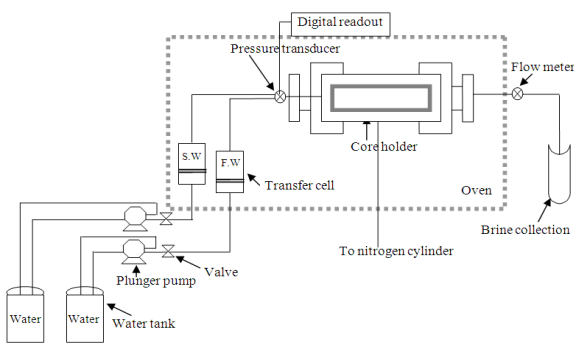 Digital readout
Pressure transducer
Flow meter
Core holder
S.W
F.W
Transfer cell
Oven
Brine collection
To nitrogen cylinder
Valve
Plunger pump
Water
Water
Water tank